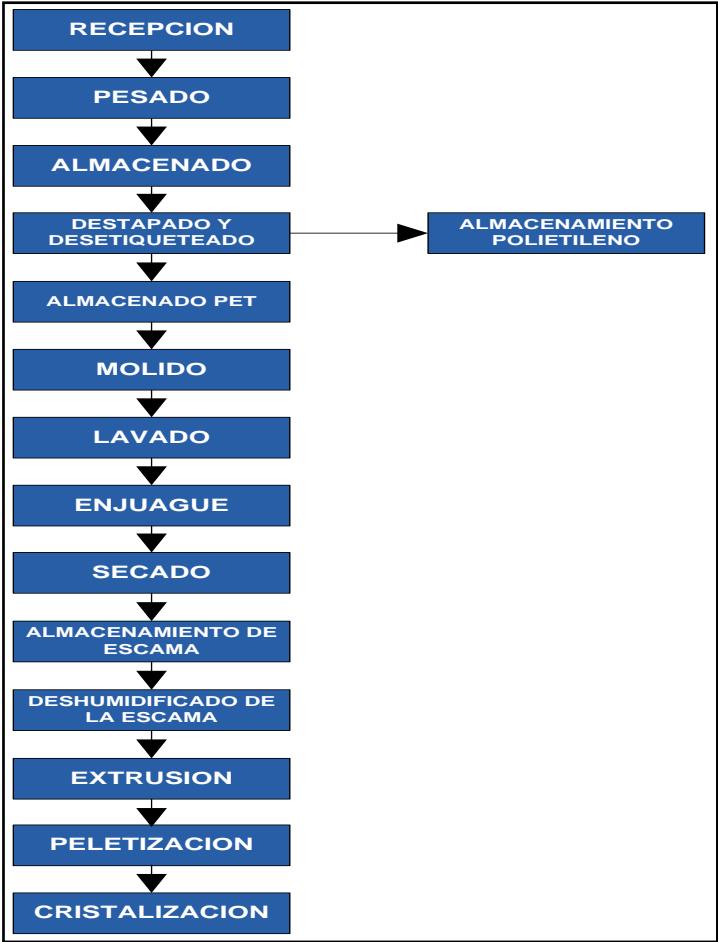 RECEPCION
PESADO
ALMACENADO
DESTAPADO Y
DESETIQUETEADO
ALMACENAMIENTO
POLIETILENO
ALMACENADO PET
MOLIDO
LAVADO
ENJUAGUE
SECADO
ALMACENAMIENTO DE
ESCAMA
DESHUMIDIFICADO DE
LA ESCAMA
EXTRUSION
PELETIZACION
CRISTALIZACION